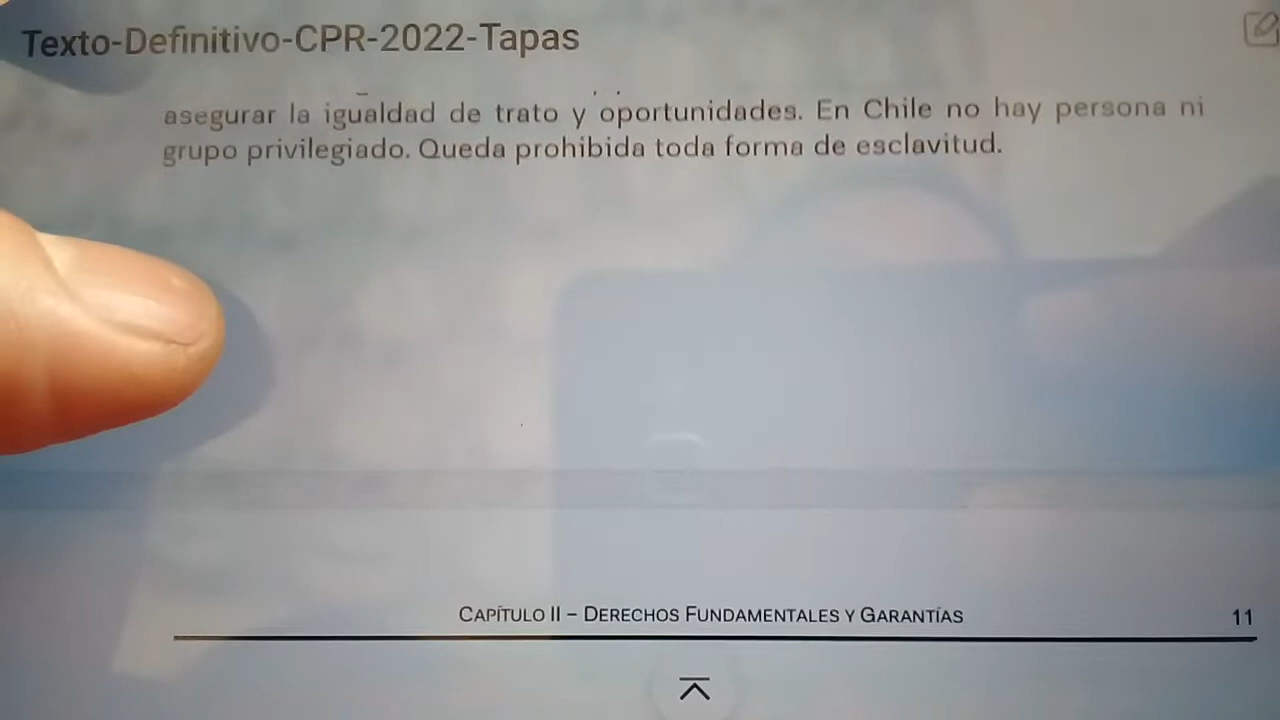 Texto-Definitivo-CPR-2022-Tapas
asegurar la igualdad de trato y oportunidades. En Chile no hay persona ni
grupo privilegiado. Queda prohibida toda forma de esclavitud.
CAPÍTULO II – DERECHOS FUNDAMENTALES Y GARANTÍAS 11